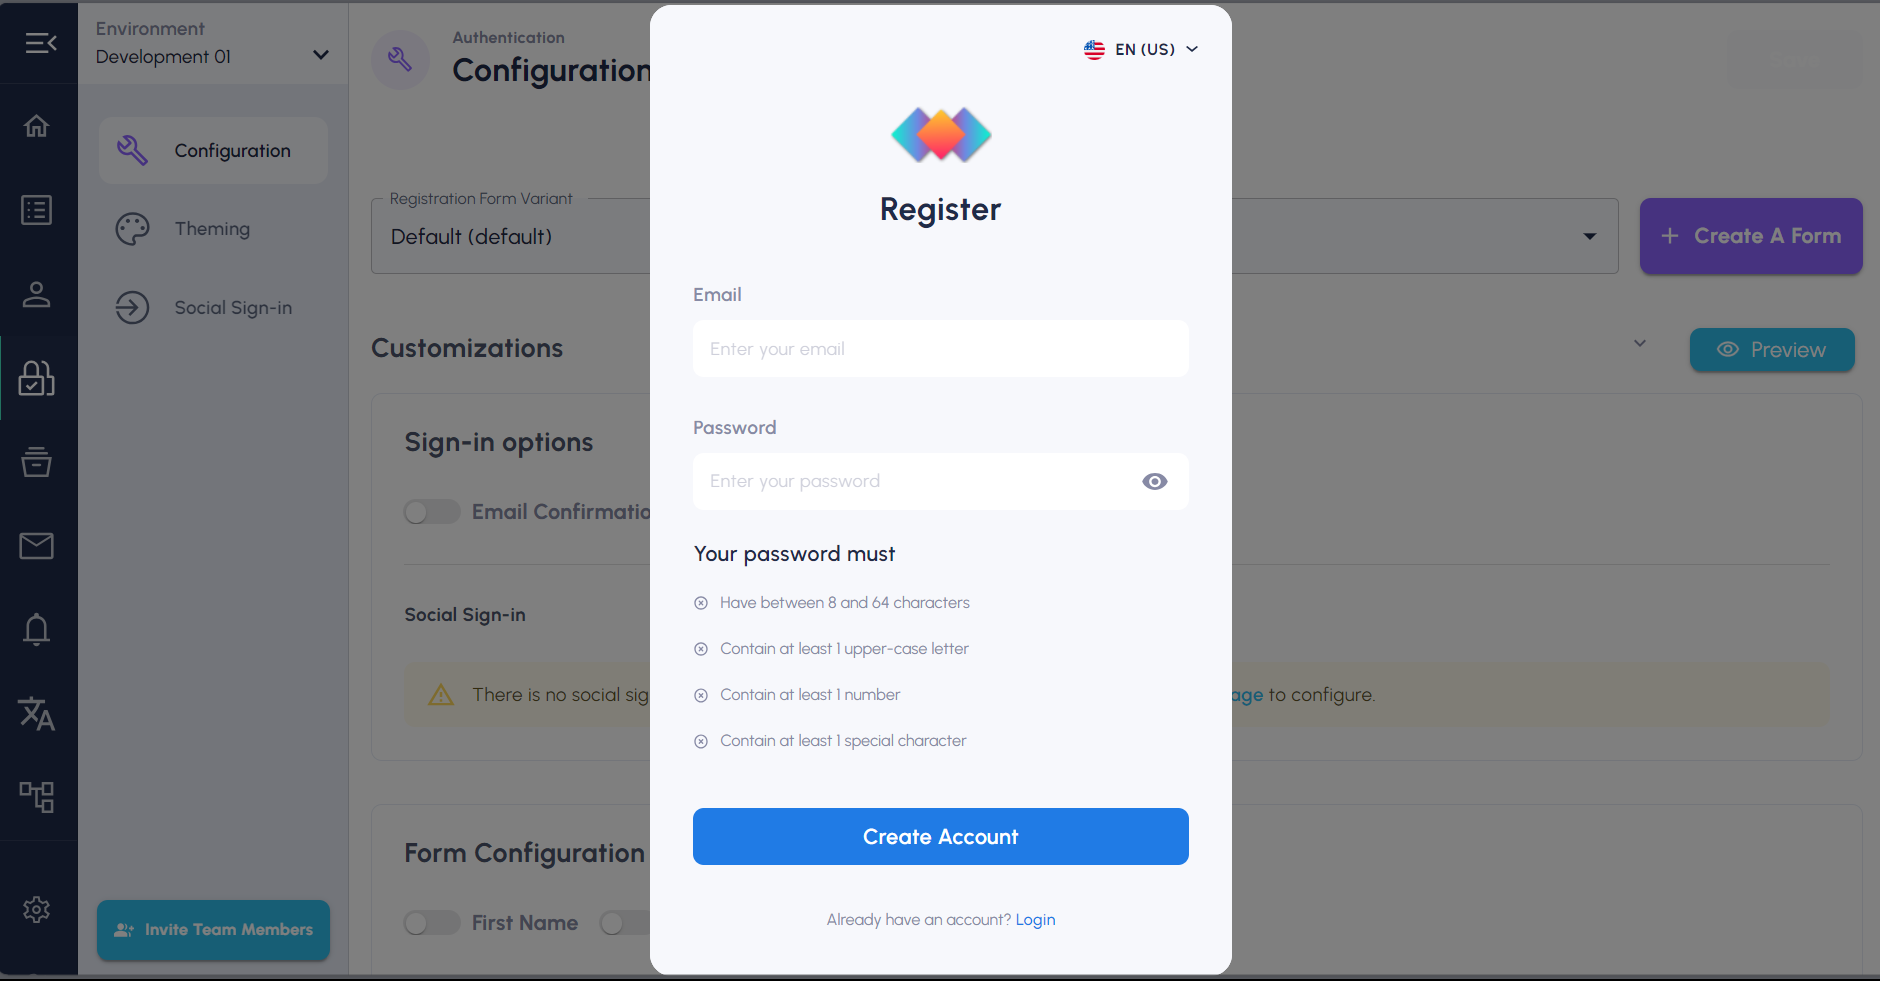 Environment
Development 01
Configuration
Theming
Social Sign-in
Invite Team Members
Authentication
Configuration
Registration Form Variant
Default (default)
Create A Form
Customizations
Preview
Sign-in options
Email Confirmatio
Social Sign-in
There is no social sig
age to configure.
Form Configuration
First Name
EN (US)
Register
Email
Enter your email
Password
Enter your password
Your password must
Have between 8 and 64 characters
Contain at least 1 upper-case letter
Contain at least 1 number
Contain at least 1 special character
Create Account
Already have an account? Login